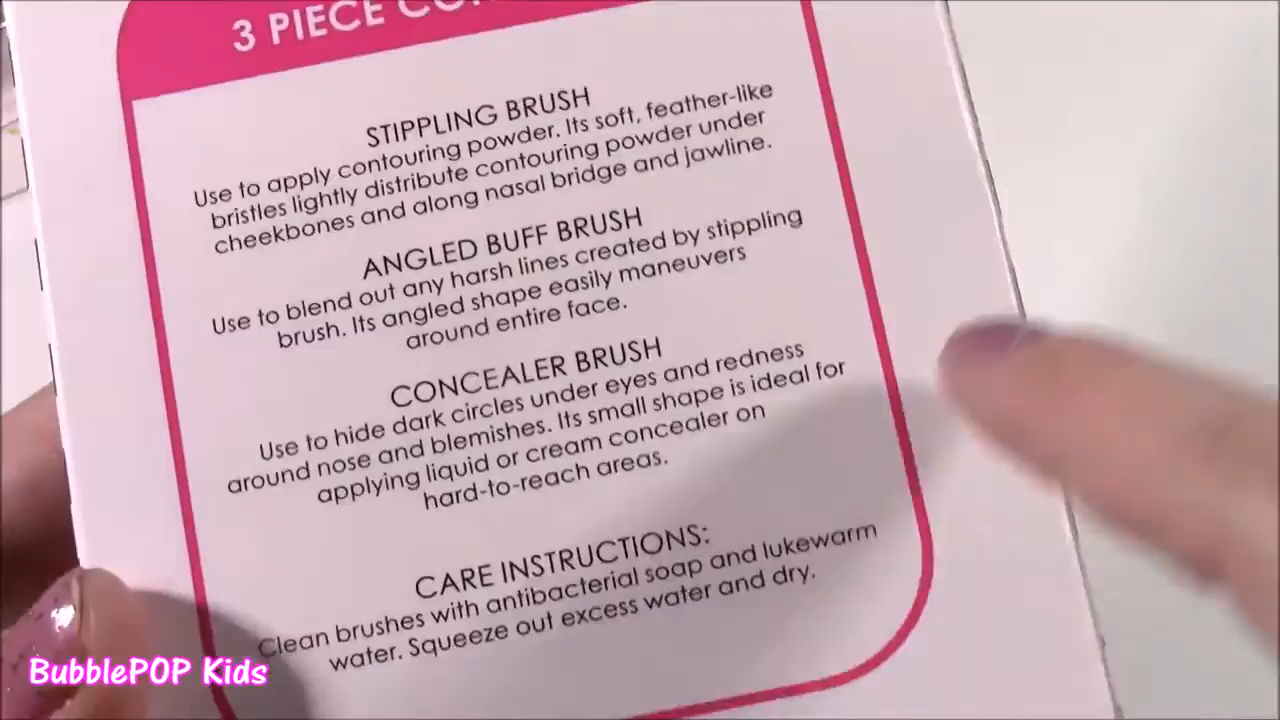 3 PIECE
STIPPLING BRUSH
Use to apply contouring powder. Its soft, feather-like
bristles lightly distribute contouring powder under
cheekbones and along nasal bridge and jawline.
ANGLED BUFF BRUSH
Use to blend out any harsh lines created by stippling
brush. Its angled shape easily maneuvers
around entire face.
CONCEALER BRUSH
Use to hide dark circles under eyes and redness
around nose and blemishes. Its small shape is ideal for
applying liquid or cream concealer on
hard-to-reach areas.
CARE INSTRUCTIONS:
Clean brushes with antibacterial soap and lukewarm
water. Squeeze out excess water and dry.
BubblePOP Kids